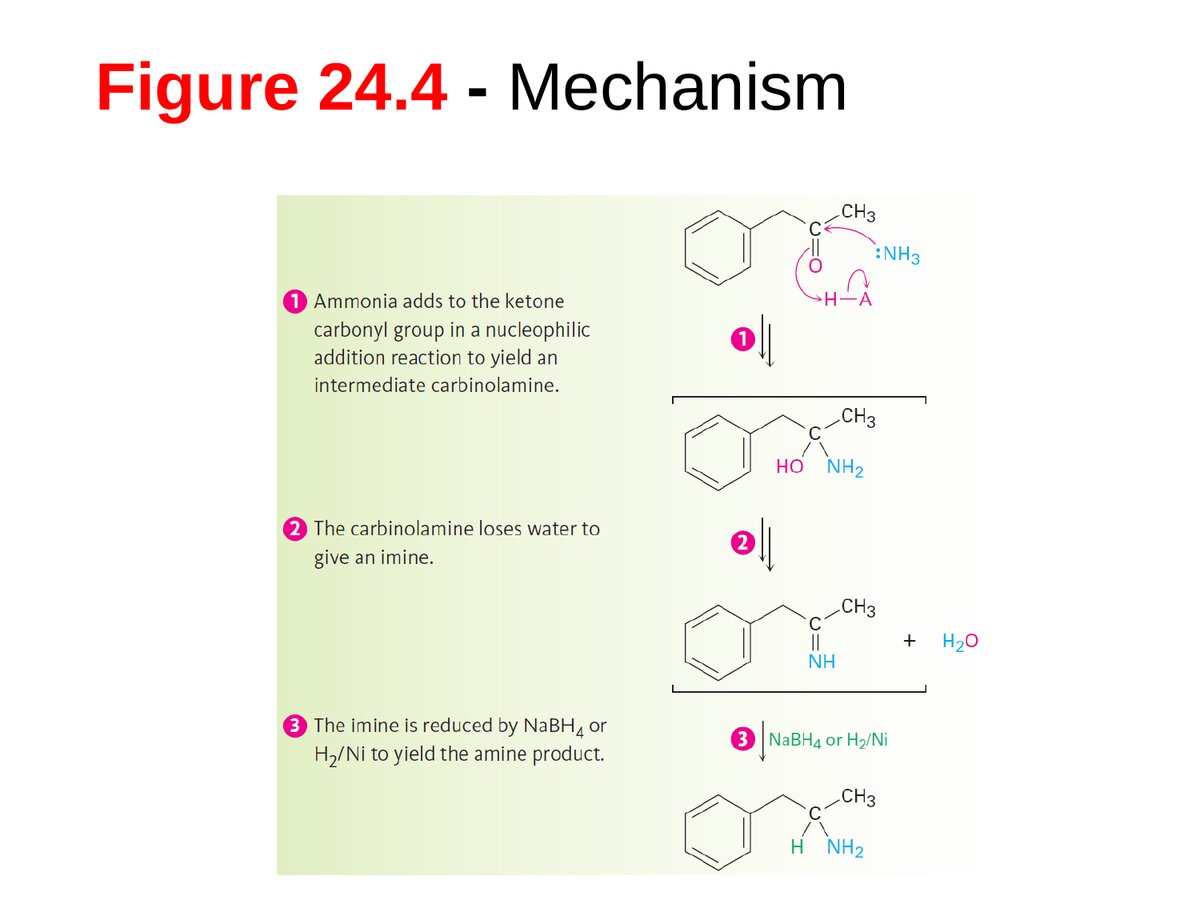 Figure 24.4 - Mechanism
CH3
C
O
:NH3
H—A
1 Ammonia adds to the ketone
carbonyl group in a nucleophilic
addition reaction to yield an
intermediate carbinolamine.
1
CH3
C
HO NH2
2 The carbinolamine loses water to
give an imine.
2
CH3
C
NH
+ H2O
3 The imine is reduced by NaBH4 or
H2/Ni to yield the amine product.
3 NaBH4 or H2/Ni
CH3
C
H NH2